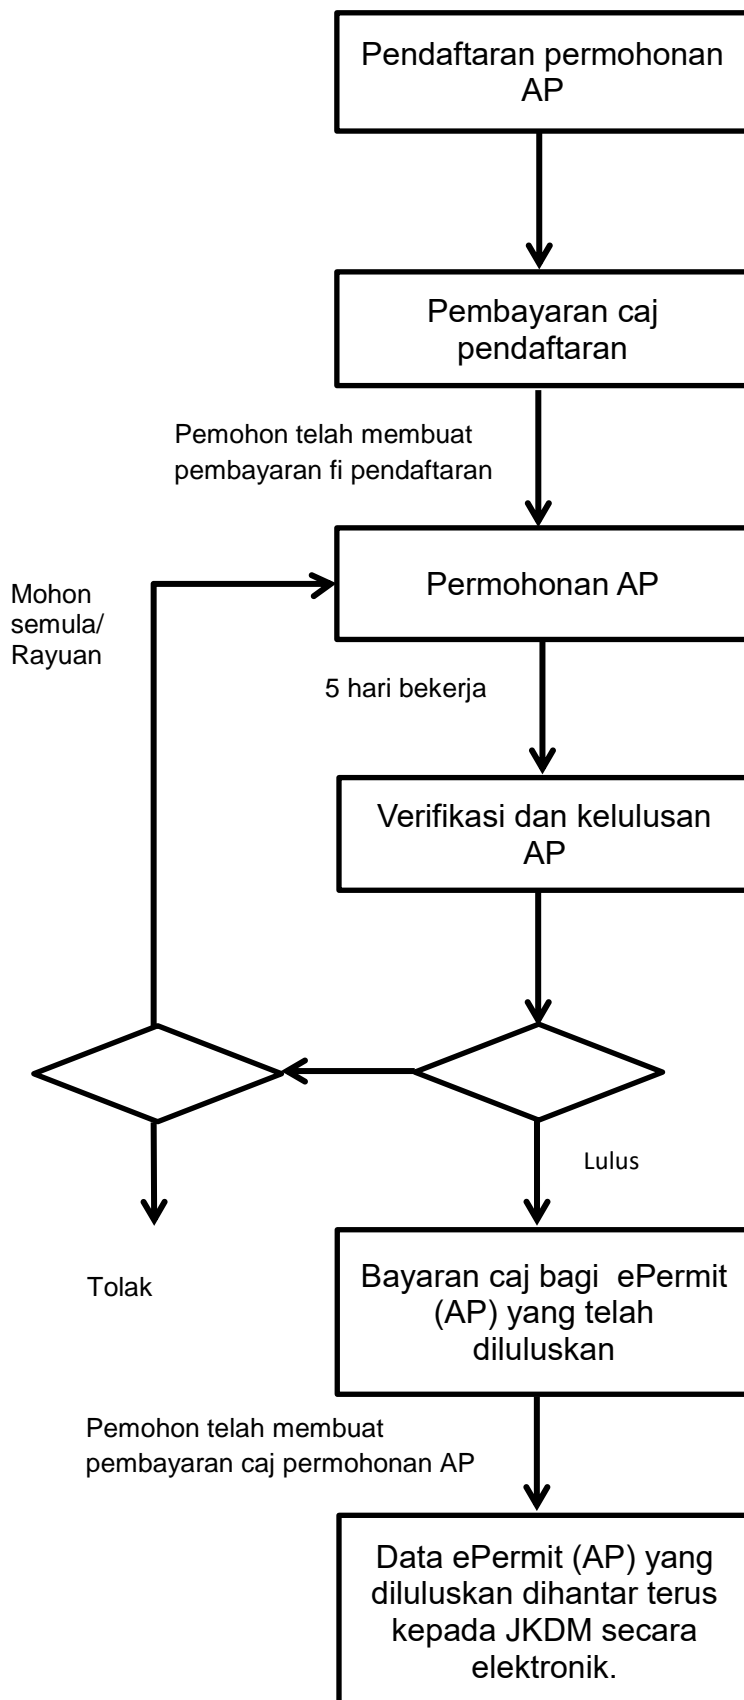 Pendaftaran permohonan
AP
Pembayaran caj
pendaftaran
Pemohon telah membuat
pembayaran fi pendaftaran
Permohonan AP
Mohon
semula/
Rayuan
5 hari bekerja
Verifikasi dan kelulusan
AP
Lulus
Tolak
Bayaran caj bagi ePermit
(AP) yang telah
diluluskan
Pemohon telah membuat
pembayaran caj permohonan AP
Data ePermit (AP) yang
diluluskan dihantar terus
kepada JKDM secara
elektronik.